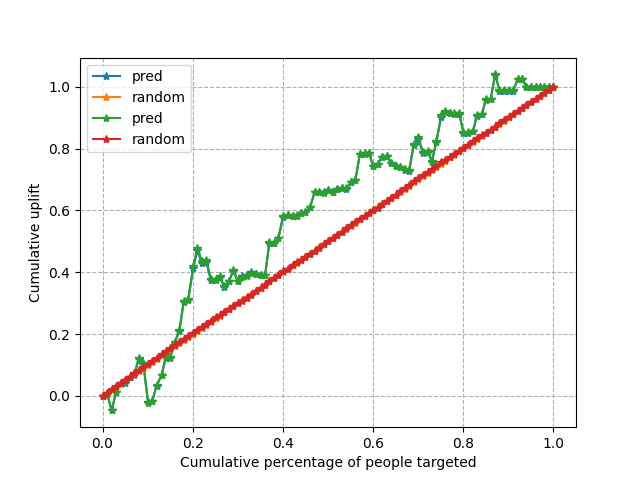 pred
random
pred
random
1.0
0.8
0.6
0.4
0.2
0.0
Cumulative uplift
0.0 0.2 0.4 0.6 0.8 1.0
Cumulative percentage of people targeted